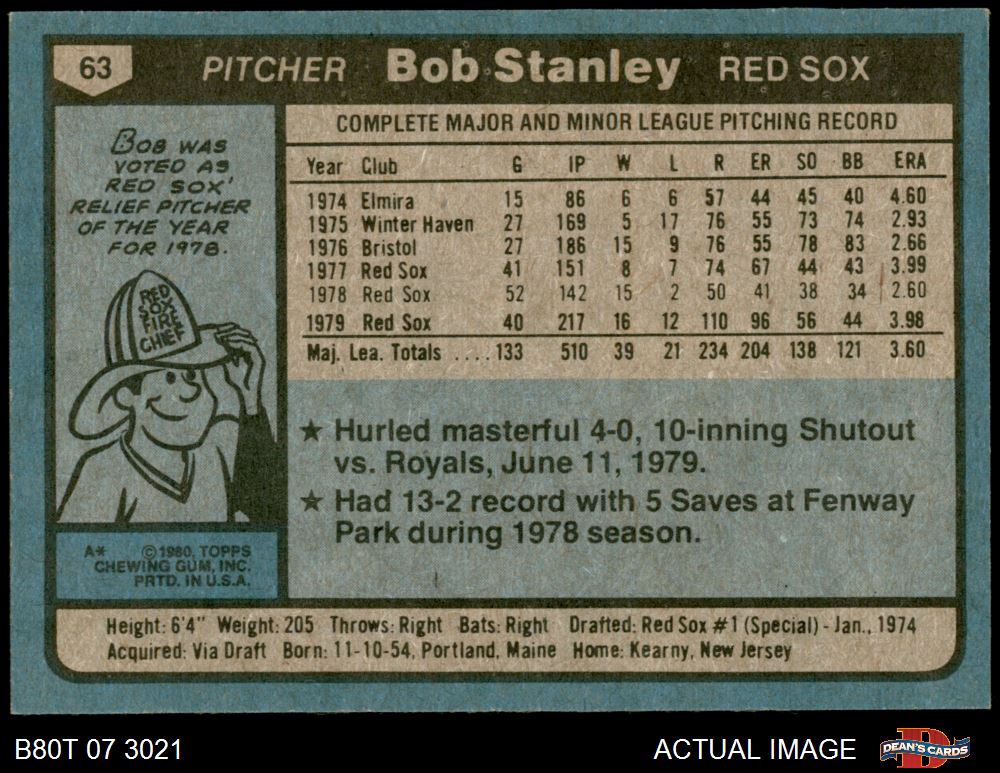 63 PITCHER Bob Stanley RED SOX
BOB WAS
VOTED AS
RED SOX'
RELIEF PITCHER
OF THE YEAR
FOR 1978.
RED
SOX
FIRE
CHIEF
A* ©1980, TOPPS
CHEWING GUM, INC.
PRTD. IN U.S.A.
COMPLETE MAJOR AND MINOR LEAGUE PITCHING RECORD
Year Club G IP W L R ER SO BB ERA
1974 Elmira 15 86 6 6 57 44 45 40 4.60
1975 Winter Haven 27 169 5 17 76 55 73 74 2.93
1976 Bristol 27 186 15 9 76 55 78 83 2.66
1977 Red Sox 41 151 8 7 74 67 44 43 3.99
1978 Red Sox 52 142 15 2 50 41 38 34 2.60
1979 Red Sox 40 217 16 12 110 96 56 44 3.98
Maj. Lea. Totals .... 133 510 39 21 234 204 138 121 3.60
★ Hurled masterful 4-0, 10-inning Shutout
vs. Royals, June 11, 1979.
★ Had 13-2 record with 5 Saves at Fenway
Park during 1978 season.
Height: 6'4" Weight: 205 Throws: Right Bats: Right Drafted: Red Sox #1 (Special) - Jan., 1974
Acquired: Via Draft Born: 11-10-54, Portland, Maine Home: Kearny, New Jersey
B80T 07 3021 ACTUAL IMAGE DEAN'S CARDS